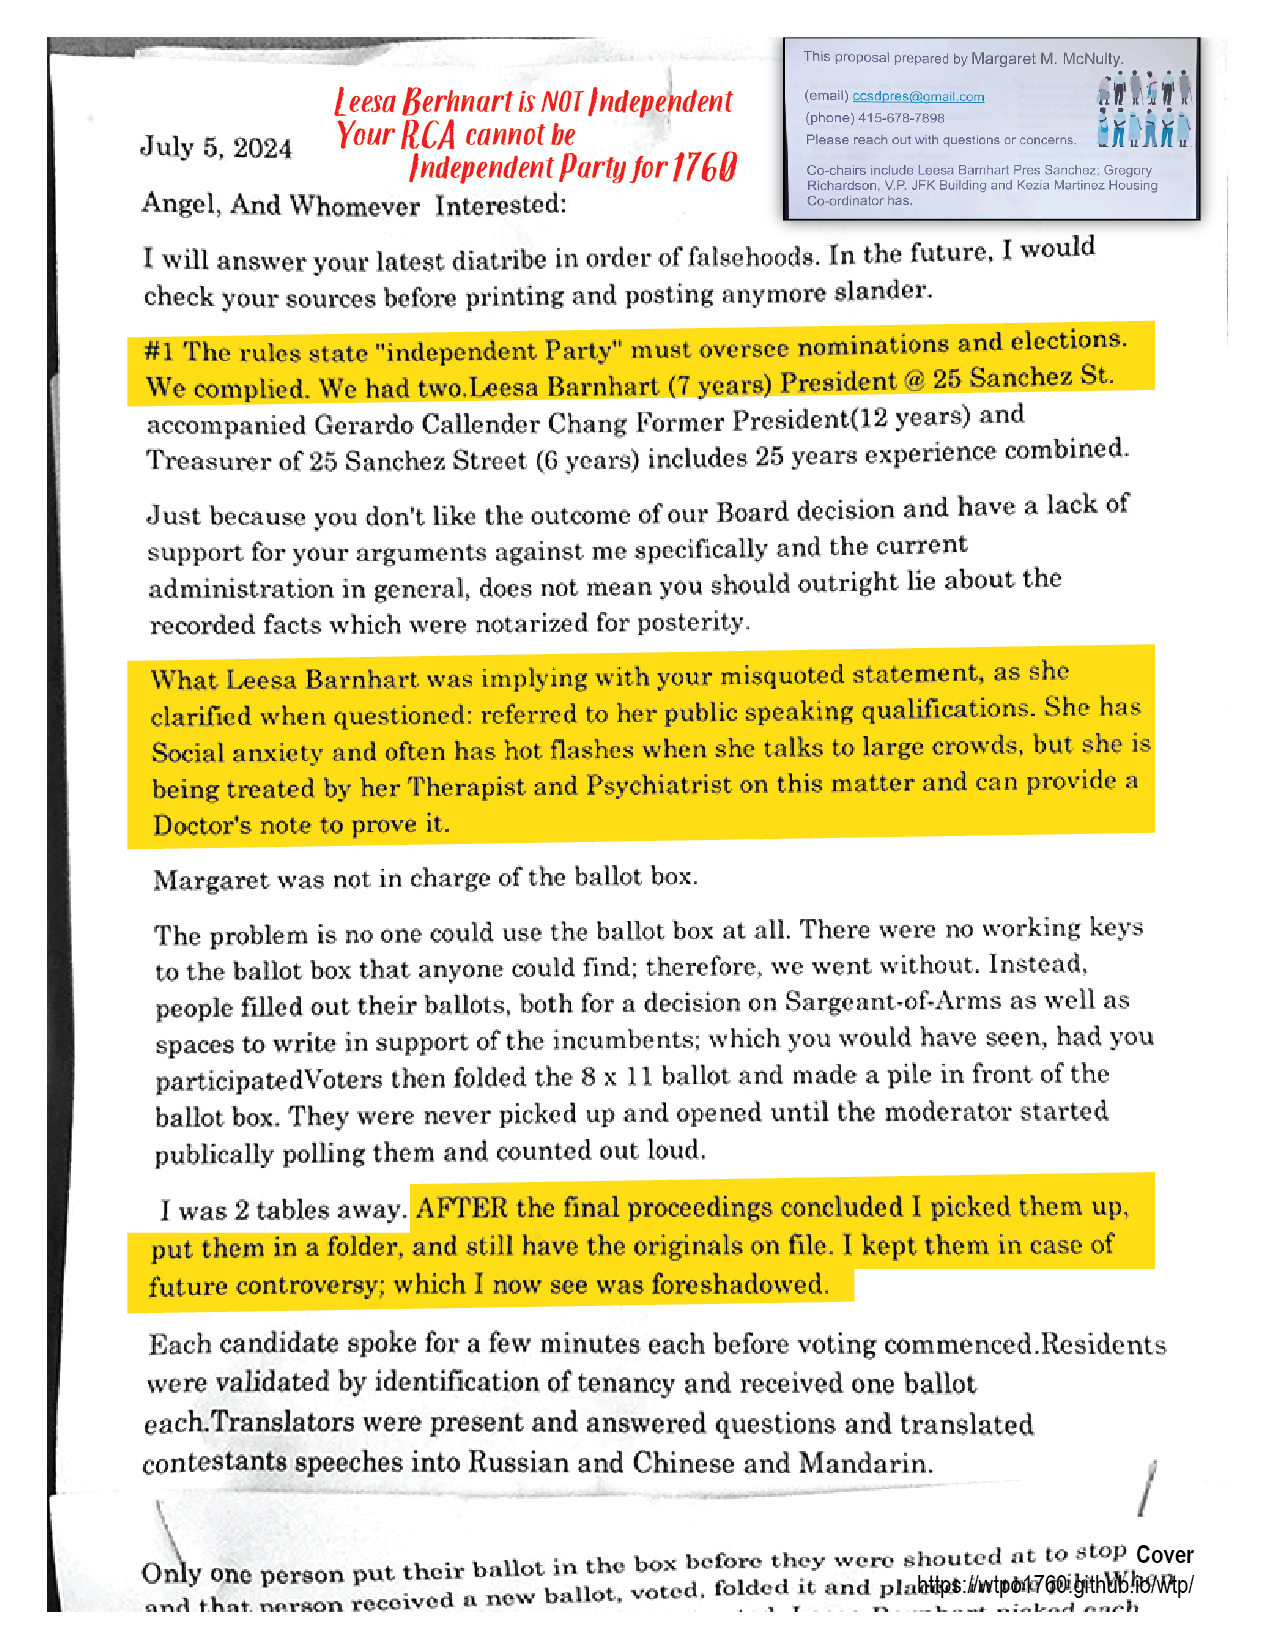 Leesa Berhnart is NOT Independent
Your RCA cannot be
Independent Party for 1760
This proposal prepared by Margaret M. McNulty.
(email) ccsdpres@gmail.com
(phone) 415-678-7898
Please reach out with questions or concerns.
Co-chairs include Leesa Barnhart Pres Sanchez; Gregory
Richardson, V.P. JFK Building and Kezia Martinez Housing
Co-ordinator has.
July 5, 2024
Angel, And Whomever Interested:
I will answer your latest diatribe in order of falsehoods. In the future, I would
check your sources before printing and posting anymore slander.
#1 The rules state "independent Party" must oversee nominations and elections.
We complied. We had two.Leesa Barnhart (7 years) President @ 25 Sanchez St.
accompanied Gerardo Callender Chang Former President(12 years) and
Treasurer of 25 Sanchez Street (6 years) includes 25 years experience combined.
Just because you don't like the outcome of our Board decision and have a lack of
support for your arguments against me specifically and the current
administration in general, does not mean you should outright lie about the
recorded facts which were notarized for posterity.
What Leesa Barnhart was implying with your misquoted statement, as she
clarified when questioned: referred to her public speaking qualifications. She has
Social anxiety and often has hot flashes when she talks to large crowds, but she is
being treated by her Therapist and Psychiatrist on this matter and can provide a
Doctor's note to prove it.
Margaret was not in charge of the ballot box.
The problem is no one could use the ballot box at all. There were no working keys
to the ballot box that anyone could find; therefore, we went without. Instead,
people filled out their ballots, both for a decision on Sargeant-of-Arms as well as
spaces to write in support of the incumbents; which you would have seen, had you
participatedVoters then folded the 8 x 11 ballot and made a pile in front of the
ballot box. They were never picked up and opened until the moderator started
publically polling them and counted out loud.
I was 2 tables away. AFTER the final proceedings concluded I picked them up,
put them in a folder, and still have the originals on file. I kept them in case of
future controversy; which I now see was foreshadowed.
Each candidate spoke for a few minutes each before voting commenced.Residents
were validated by identification of tenancy and received one ballot
each.Translators were present and answered questions and translated
contestants speeches into Russian and Chinese and Mandarin.
Only one person put their ballot in the box before they were shouted at to stop
and that person received a new ballot, voted, folded it and
Cover
https://wtpo1760.github.io/wtp/